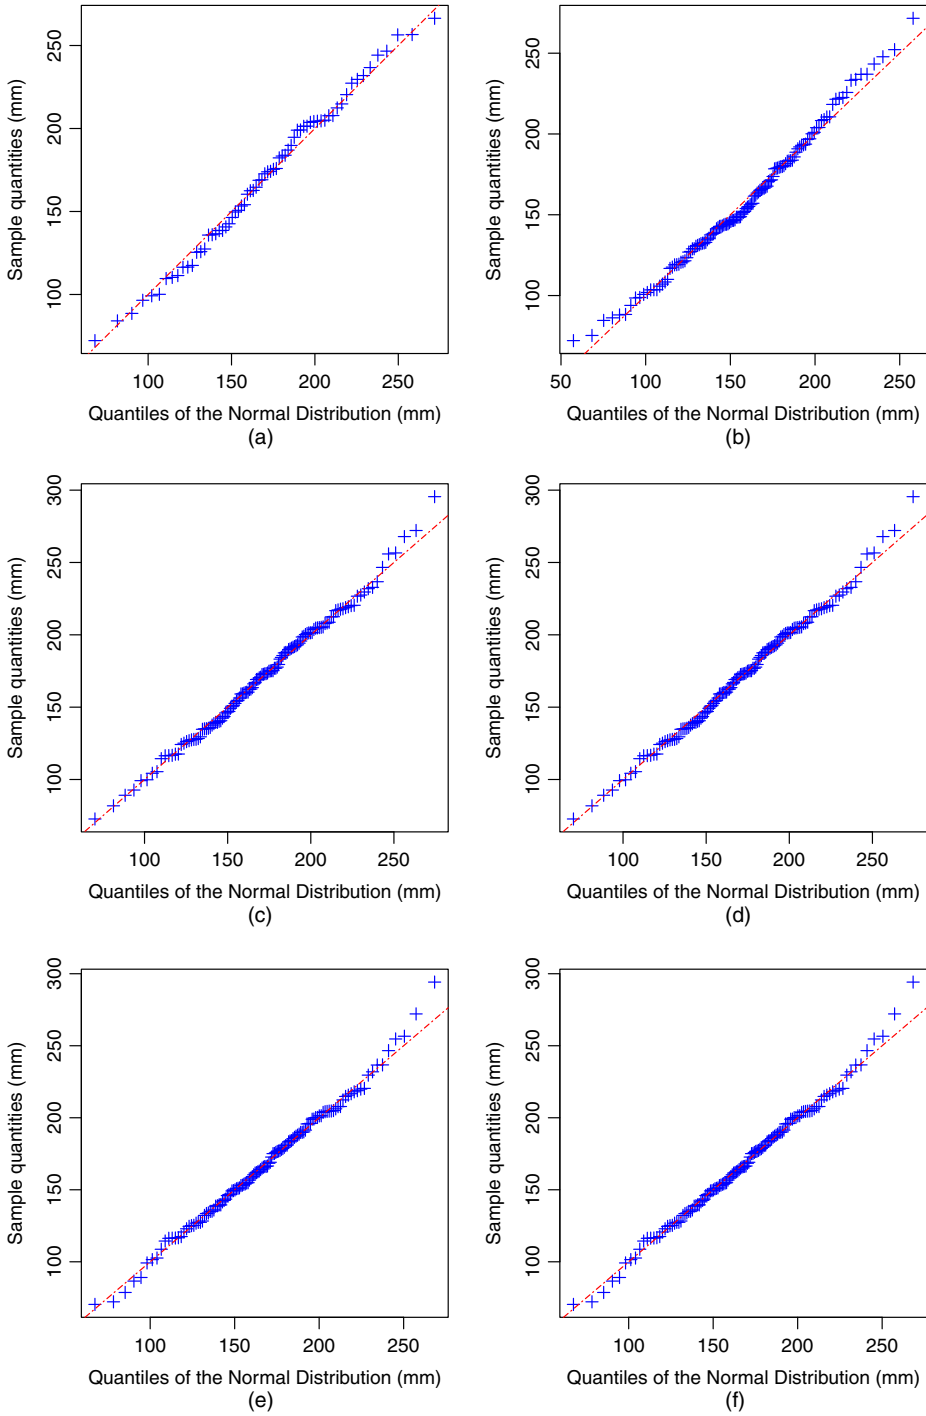 250
200
150
100
Sample quantities (mm)
100 150 200 250
Quantiles of the Normal Distribution (mm)
(a)
250
200
150
100
Sample quantities (mm)
50 100 150 200 250
Quantiles of the Normal Distribution (mm)
(b)
300
250
200
150
100
Sample quantities (mm)
100 150 200 250
Quantiles of the Normal Distribution (mm)
(c)
300
250
200
150
100
Sample quantities (mm)
100 150 200 250
Quantiles of the Normal Distribution (mm)
(d)
300
250
200
150
100
Sample quantities (mm)
100 150 200 250
Quantiles of the Normal Distribution (mm)
(e)
300
250
200
150
100
Sample quantities (mm)
100 150 200 250
Quantiles of the Normal Distribution (mm)
(f)